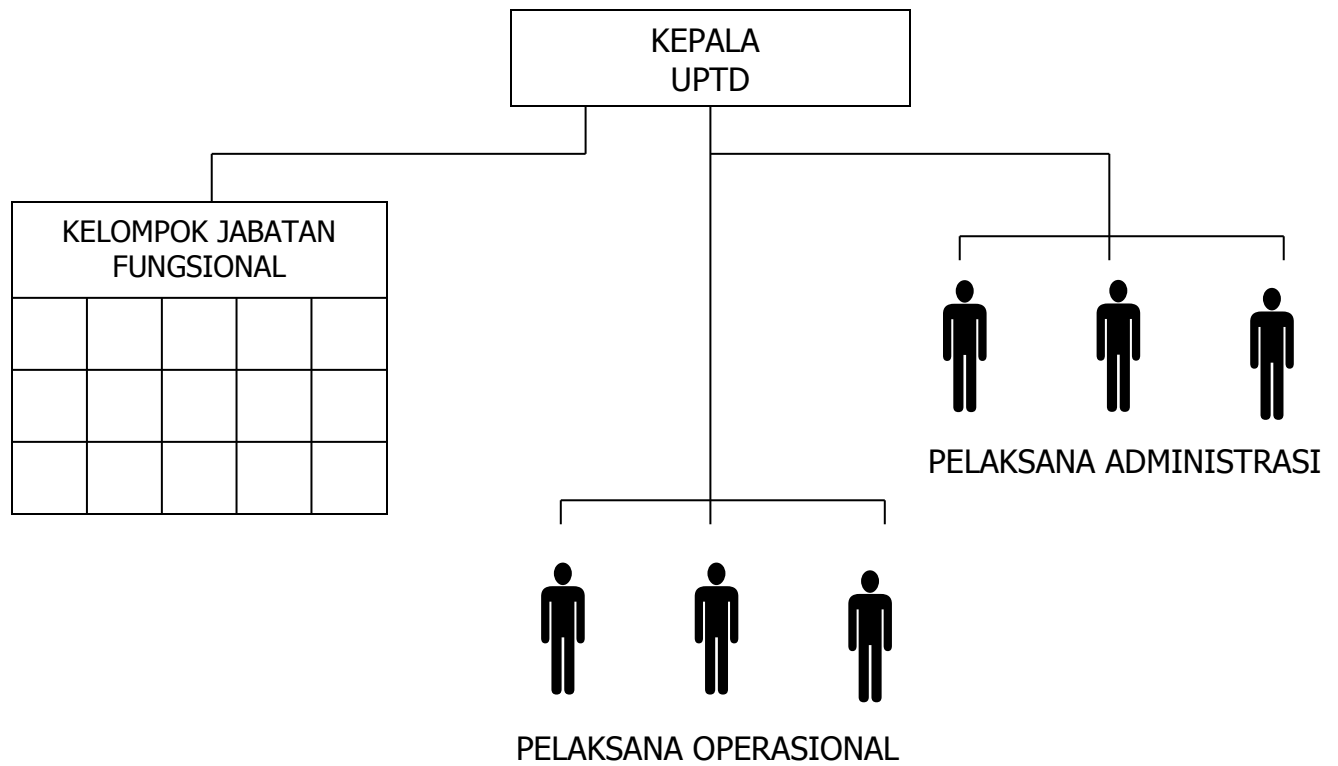 KEPALA
UPTD
KELOMPOK JABATAN
FUNGSIONAL
PELAKSANA ADMINISTRASI
PELAKSANA OPERASIONAL